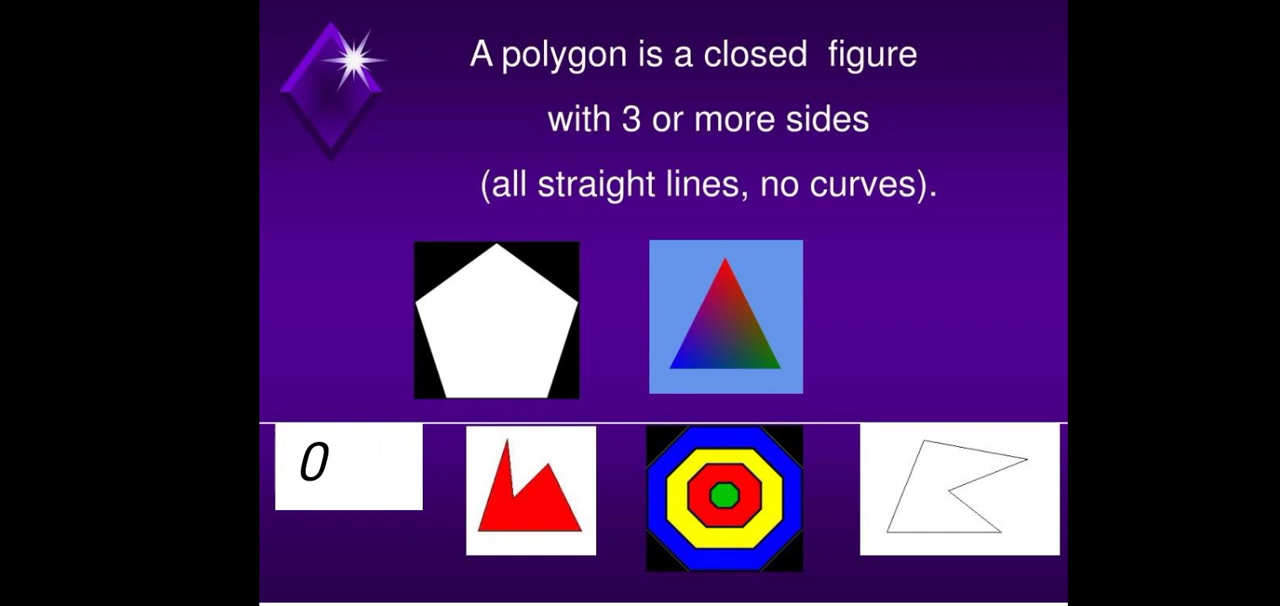 A polygon is a closed figure
with 3 or more sides
(all straight lines, no curves).
0